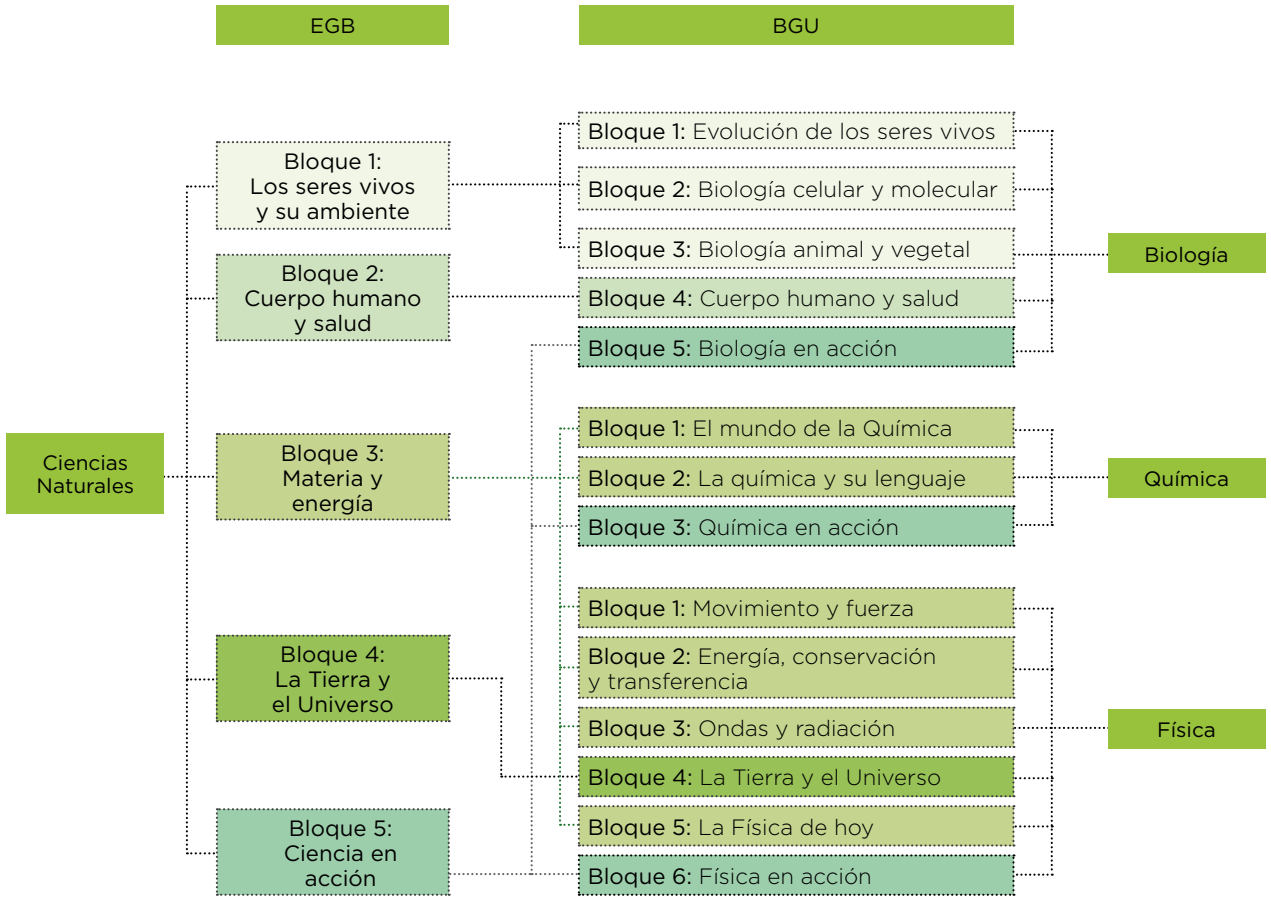 EGB
BGU
Ciencias
Naturales
Bloque 1:
Los seres vivos
y su ambiente
Bloque 2:
Cuerpo humano
y salud
Bloque 3:
Materia y
energía
Bloque 4:
La Tierra y
el Universo
Bloque 5:
Ciencia en
acción
Bloque 1: Evolución de los seres vivos
Bloque 2: Biología celular y molecular
Bloque 3: Biología animal y vegetal
Bloque 4: Cuerpo humano y salud
Bloque 5: Biología en acción
Biología
Bloque 1: El mundo de la Química
Bloque 2: La química y su lenguaje
Bloque 3: Química en acción
Química
Bloque 1: Movimiento y fuerza
Bloque 2: Energía, conservación
y transferencia
Bloque 3: Ondas y radiación
Bloque 4: La Tierra y el Universo
Bloque 5: La Física de hoy
Bloque 6: Física en acción
Física